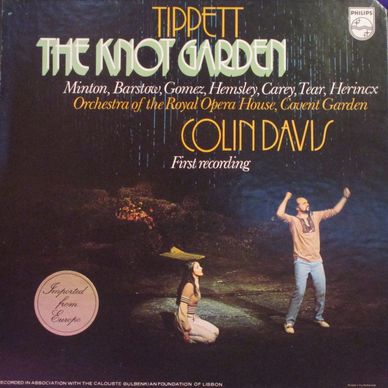 TIPPETT
PHILIPS
THE KNOT GARDEN
Minton, Barstow, Gomez, Hemsley, Carey, Tear, Herincx
Orchestra of the Royal Opera House, Covent Garden
COLIN DAVIS
First recording
Imported
from
Europe
RECORDED IN ASSOCIATION WITH THE CALOUSTE GULBENKIAN FOUNDATION OF LISBON